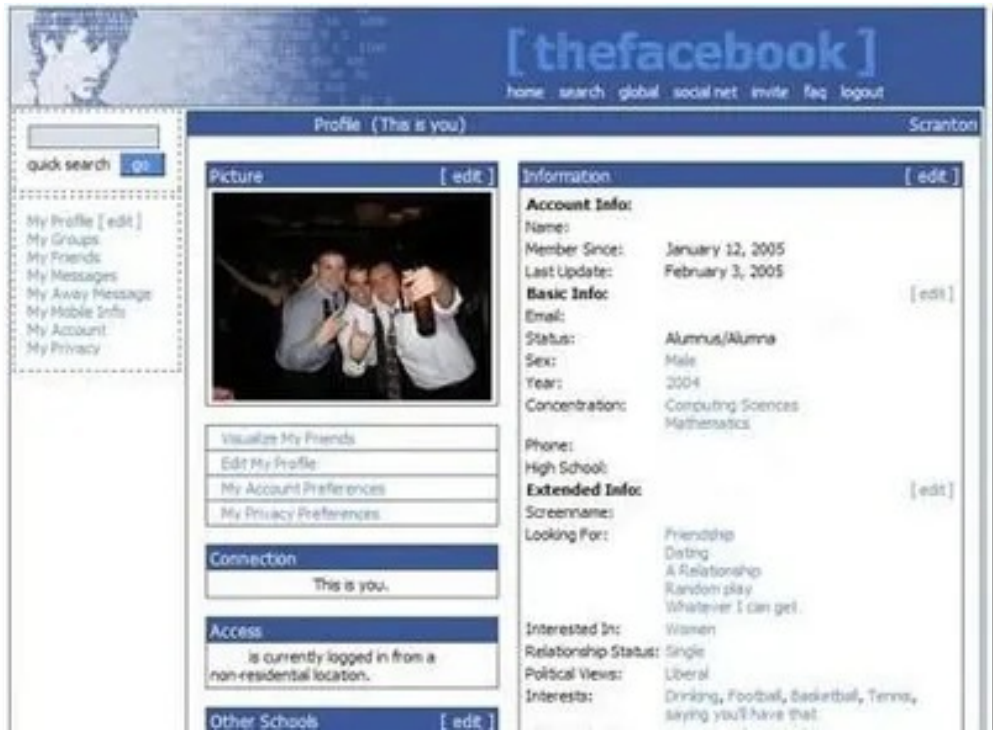 [ thefacebook ]
home search global social net invite faq logout
quick search go
My Profile [ edit ]
My Groups
My Friends
My Messages
My Away Message
My Mobile Info
My Account
My Privacy
Profile (This is you) Scranton
Picture [ edit ]
Visualize My Friends
Edit My Profile
My Account Preferences
My Privacy Preferences
Connection
This is you.
Access
is currently logged in from a
non-residential location.
Other Schools [ edit ]
Information [ edit ]
Account Info:
Name:
Member Since: January 12, 2005
Last Update: February 3, 2005
Basic Info: [ edit ]
Email:
Status: Alumnus/Alumna
Sex: Male
Year: 2004
Concentration: Computing Sciences
Mathematics
Phone:
High School:
Extended Info: [ edit ]
Screenname:
Looking For: Friendship
Dating
A Relationship
Random play
Whatever I can get
Interested In: Women
Relationship Status: Single
Political Views: Liberal
Interests: Drinking, Football, Basketball, Tennis,
saying you'll have that